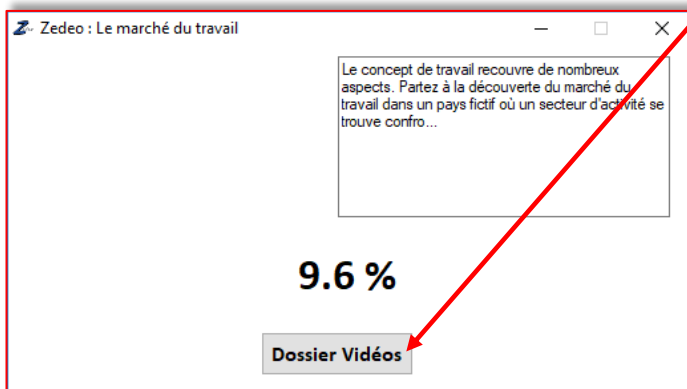 Zedeo : Le marché du travail
Le concept de travail recouvre de nombreux
aspects. Partez à la découverte du marché du
travail dans un pays fictif où un secteur d'activité se
trouve confro...
9.6 %
Dossier Vidéos